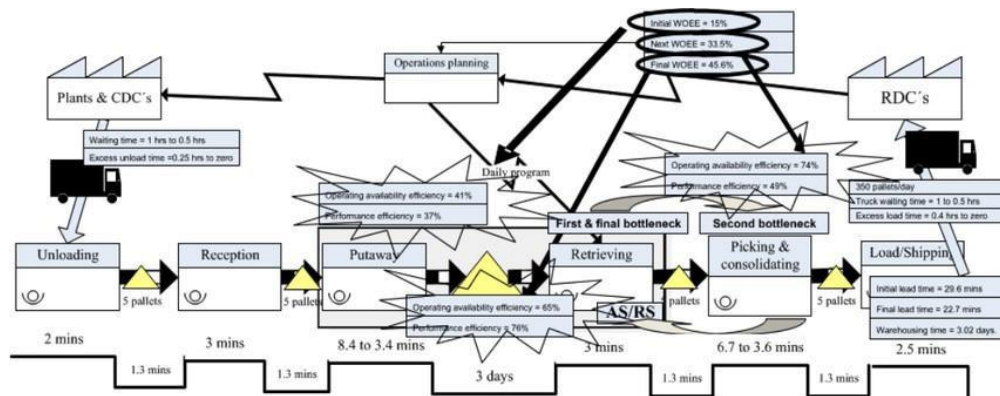 Initial WOEE = 15%
Next WOEE = 33.5%
Final WOEE = 45.6%
Operations planning
Plants & CDC´s
RDC´s
Waiting time = 1 hrs to 0.5 hrs
Excess unload time =0.25 hrs to zero
Daily program
Operating availability efficiency = 41%
Performance efficiency = 37%
Operating availability efficiency = 74%
Performance efficiency = 49%
350 pallets/day
Truck waiting time = 1 to 0.5 hrs
Excess load time = 0.4 hrs to zero
First & final bottleneck
Second bottleneck
Unloading
Reception
Putaway
Retrieving
Picking &
consolidating
Load/Shippin
5 pallets
5 pallets
pallets
5 pallets
Operating availability efficiency = 65%
Performance efficiency = 76%
AS/RS
Initial lead time = 29.6 mins
Final lead time = 22.7 mins
Warehousing time = 3.02 days.
2 mins
3 mins
8.4 to 3.4 mins
3 days
3 mins
6.7 to 3.6 mins
2.5 mins
1.3 mins
1.3 mins
1.3 mins
1.3 mins